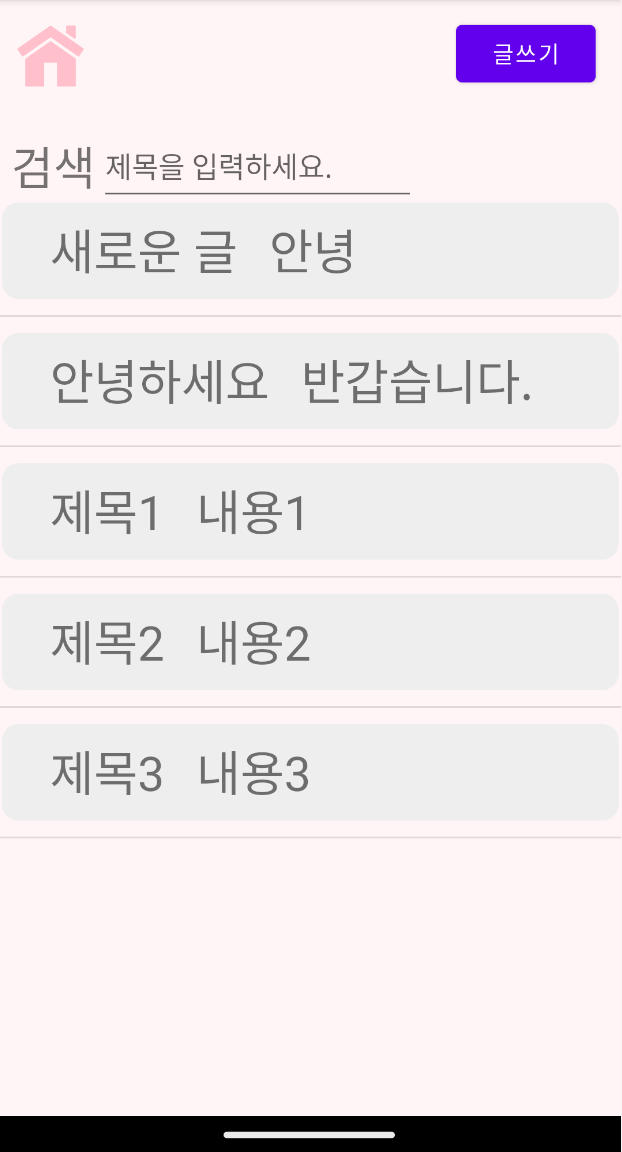 글쓰기
검색 제목을 입력하세요.
새로운 글 안녕
안녕하세요 반갑습니다.
제목1 내용1
제목2 내용2
제목3 내용3